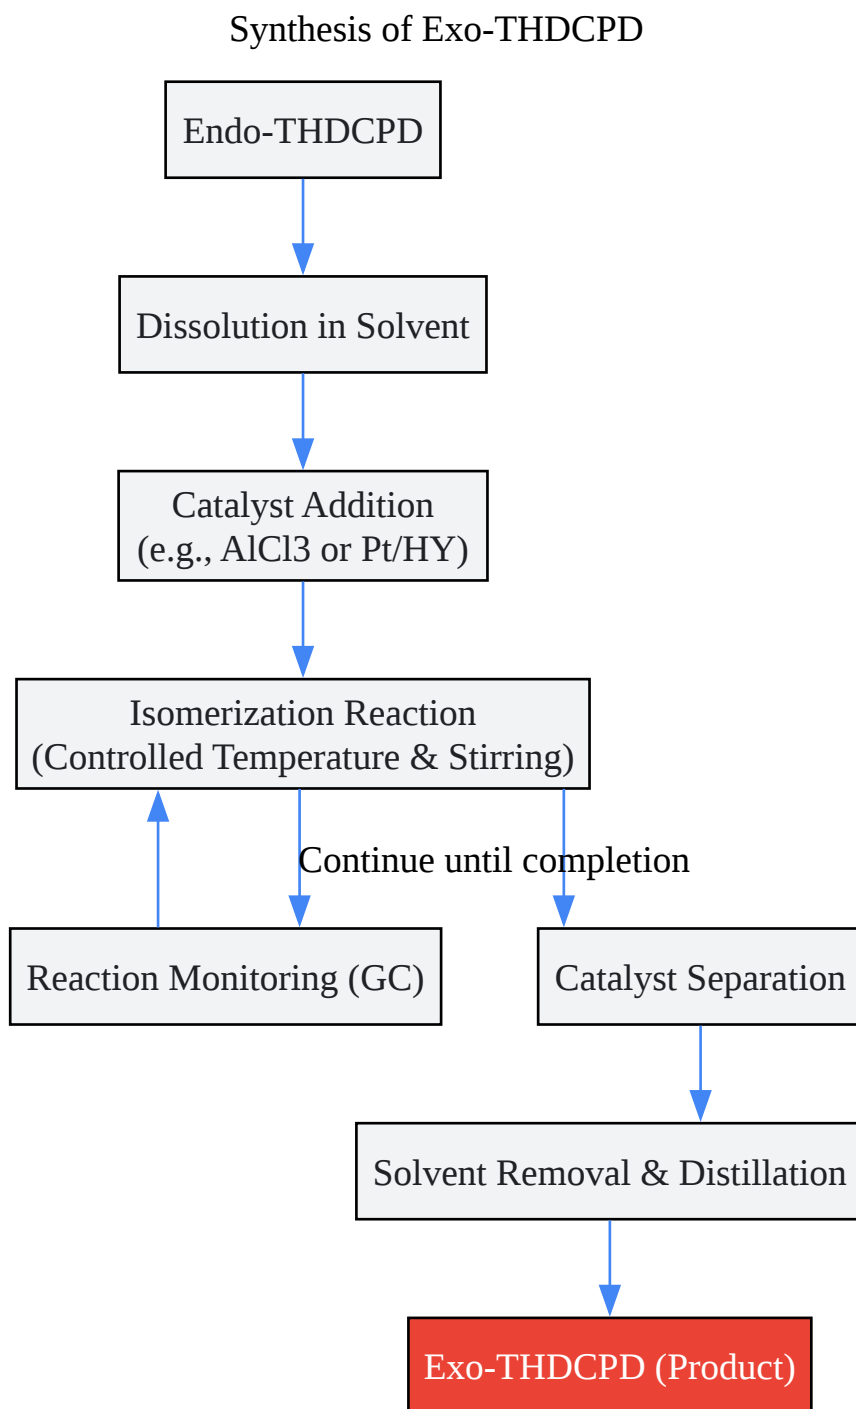 Synthesis of Exo-THDCPD
Endo-THDCPD
Dissolution in Solvent
Catalyst Addition
(e.g., AlCl3 or Pt/HY)
Isomerization Reaction
(Controlled Temperature & Stirring)
Continue until completion
Reaction Monitoring (GC)
Catalyst Separation
Solvent Removal & Distillation
Exo-THDCPD (Product)